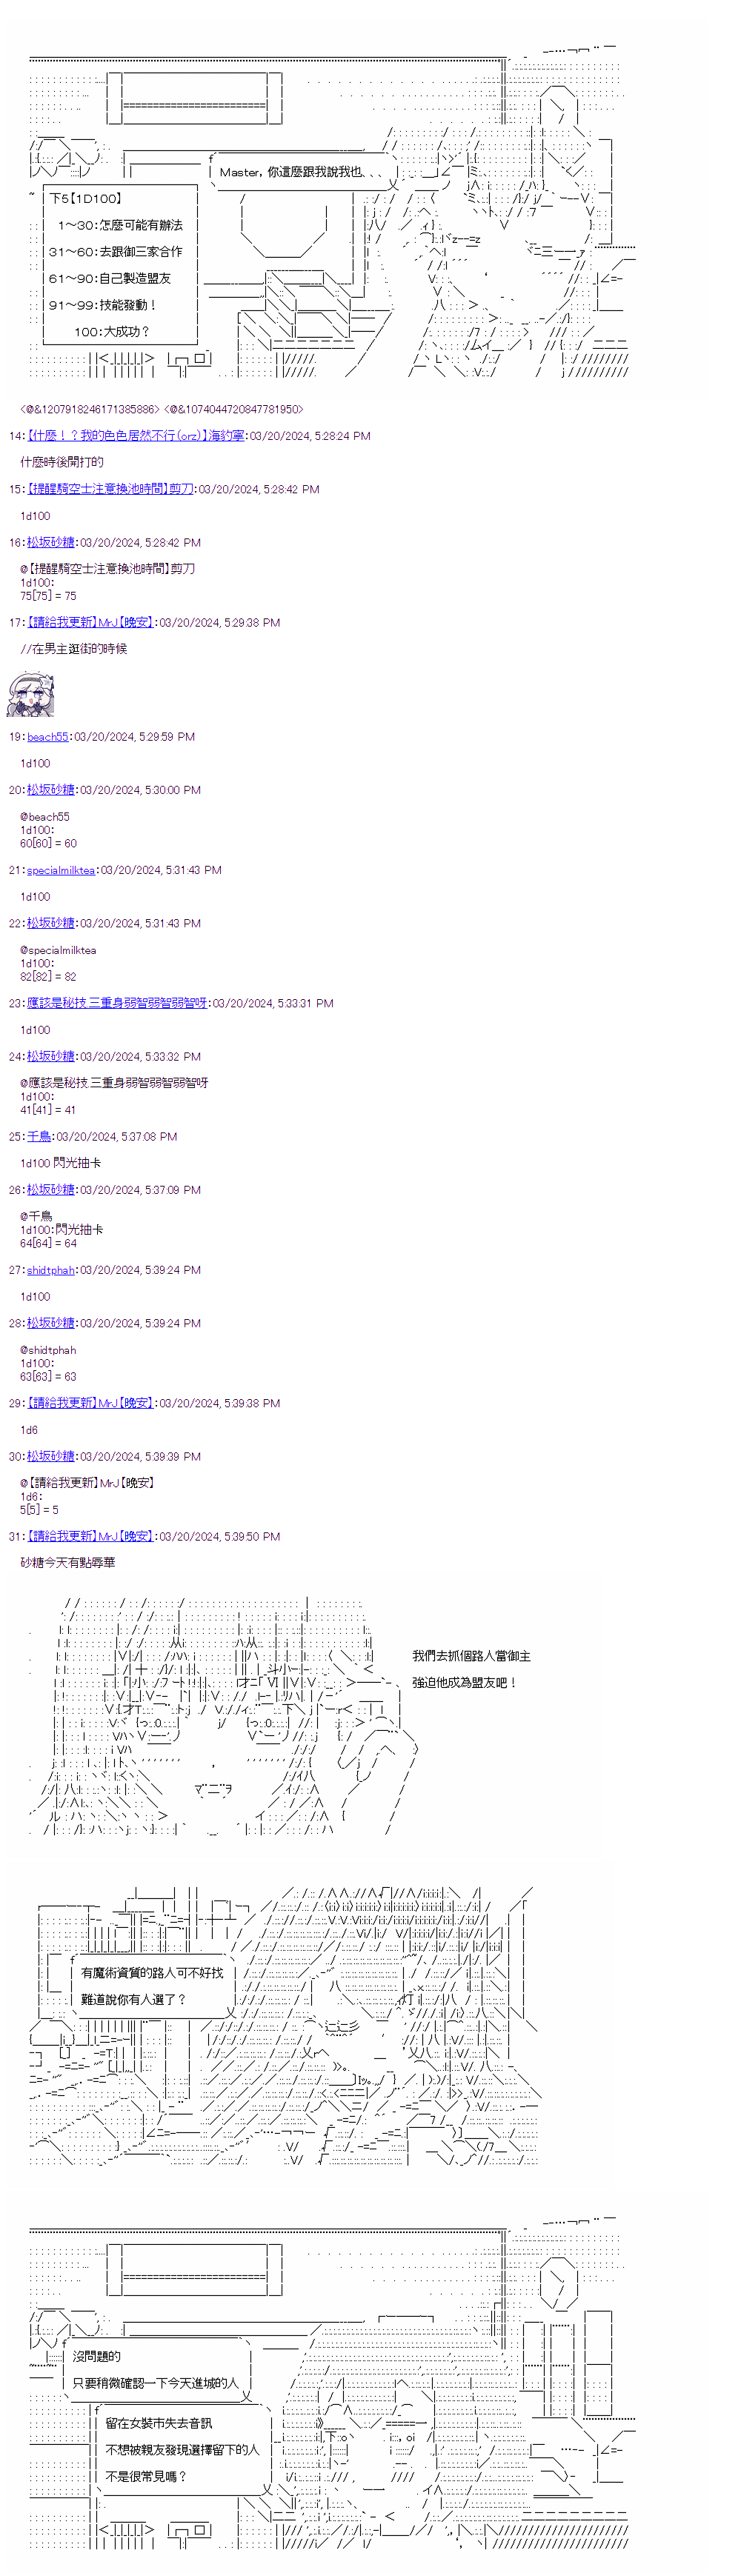 Master，你這麼跟我說我也、、、
下5【1D100】
1～30：怎麼可能有辦法
31～60：去跟御三家合作
61～90：自己製造盟友
91～99：技能發動！
100：大成功？
<@&1207918246171385886> <@&1074044720847781950>
14：【什麼！？我的色色居然不行(orz)】海豹寧：03/20/2024, 5:28:24 PM
什麼時後開打的
15：【提醒騎空士注意換池時間】剪刀：03/20/2024, 5:28:42 PM
1d100
16：松坂砂糖：03/20/2024, 5:28:42 PM
@【提醒騎空士注意換池時間】剪刀
1d100：
75[75] = 75
17：【請給我更新】MrJ【晚安】：03/20/2024, 5:29:38 PM
//在男主逛街的時候
19：beach55：03/20/2024, 5:29:59 PM
1d100
20：松坂砂糖：03/20/2024, 5:30:00 PM
@beach55
1d100：
60[60] = 60
21：specialmilktea：03/20/2024, 5:31:43 PM
1d100
22：松坂砂糖：03/20/2024, 5:31:43 PM
@specialmilktea
1d100：
82[82] = 82
23：應該是秘技.三重身弱智弱智弱智呀：03/20/2024, 5:33:31 PM
1d100
24：松坂砂糖：03/20/2024, 5:33:32 PM
@應該是秘技.三重身弱智弱智弱智呀
1d100：
41[41] = 41
25：千鳥：03/20/2024, 5:37:08 PM
1d100 閃光抽卡
26：松坂砂糖：03/20/2024, 5:37:09 PM
@千鳥
1d100：閃光抽卡
64[64] = 64
27：shidtphah：03/20/2024, 5:39:24 PM
1d100
28：松坂砂糖：03/20/2024, 5:39:24 PM
@shidtphah
1d100：
63[63] = 63
29：【請給我更新】MrJ【晚安】：03/20/2024, 5:39:38 PM
1d6
30：松坂砂糖：03/20/2024, 5:39:39 PM
@【請給我更新】MrJ【晚安】
1d6：
5[5] = 5
31：【請給我更新】MrJ【晚安】：03/20/2024, 5:39:50 PM
砂糖今天有點辱華
我們去抓個路人當御主
強迫他成為盟友吧！
有魔術資質的路人可不好找
難道說你有人選了？
沒問題的
只要稍微確認一下今天進城的人
留在女裝市失去音訊
不想被親友發現選擇留下的人
不是很常見嗎？